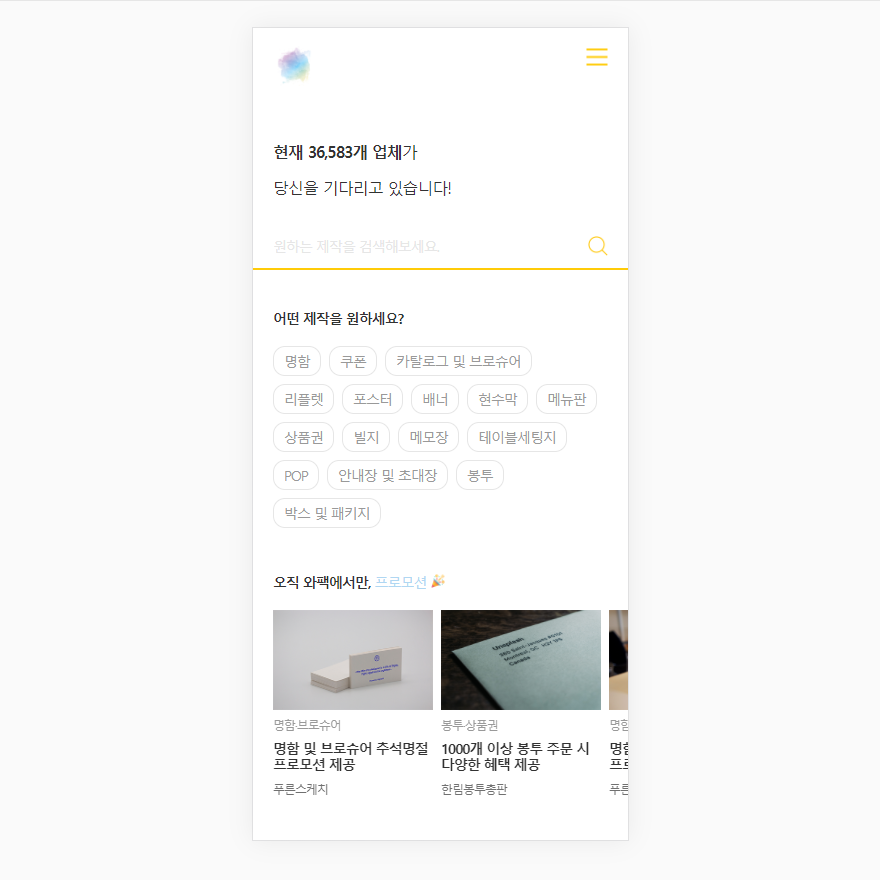 현재 36,583개 업체가
당신을 기다리고 있습니다!
원하는 제작을 검색해보세요.
어떤 제작을 원하세요?
명함 쿠폰 카탈로그 및 브로슈어
리플렛 포스터 배너 현수막 메뉴판
상품권 빌지 메모장 테이블세팅지
POP 안내장 및 초대장 봉투
박스 및 패키지
오직 와팩에서만, 프로모션 🎉
Unsplash
Canada
명함·브로슈어 봉투·상품권
명함 및 브로슈어 추석명절 1000개 이상 봉투 주문 시
프로모션 제공 다양한 혜택 제공
푸른스케치 한림봉투총판